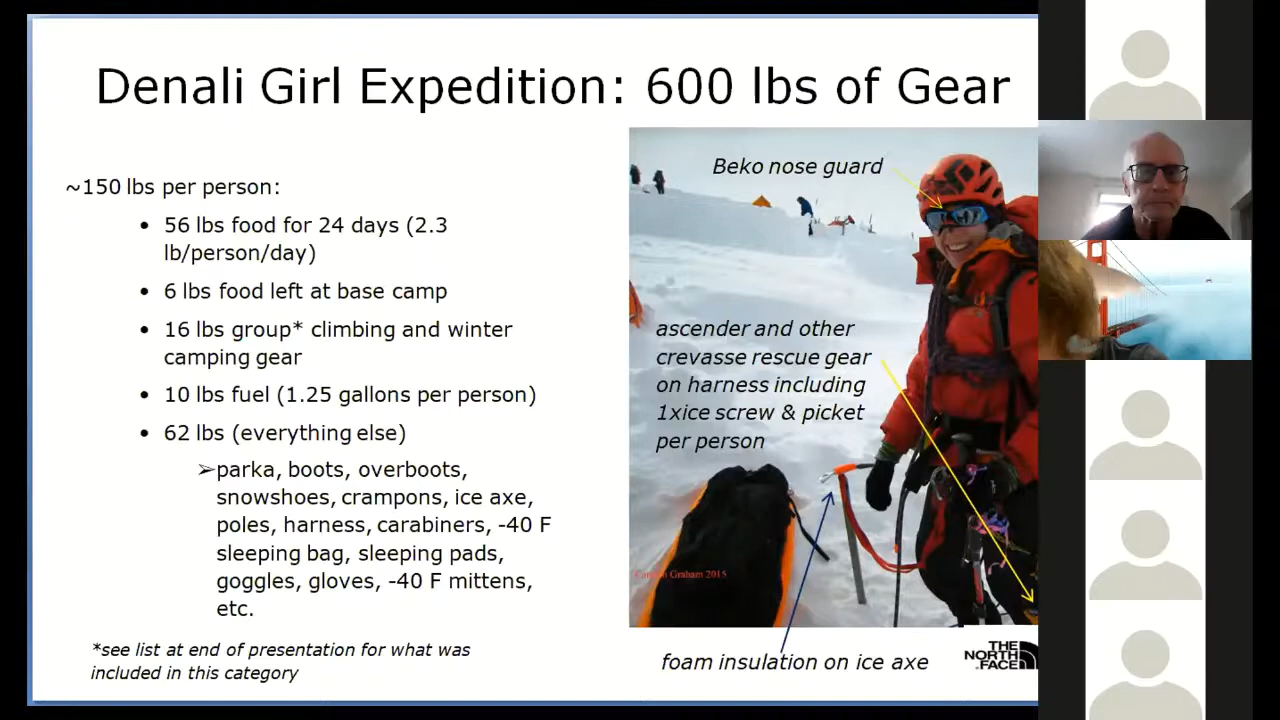 Denali Girl Expedition: 600 lbs of Gear
~150 lbs per person:
• 56 lbs food for 24 days (2.3
lb/person/day)
• 6 lbs food left at base camp
• 16 lbs group* climbing and winter
camping gear
• 10 lbs fuel (1.25 gallons per person)
• 62 lbs (everything else)
➢parka, boots, overboots,
snowshoes, crampons, ice axe,
poles, harness, carabiners, -40 F
sleeping bag, sleeping pads,
goggles, gloves, -40 F mittens,
etc.
*see list at end of presentation for what was
included in this category
Beko nose guard
ascender and other
crevasse rescue gear
on harness including
1xice screw & picket
per person
Graham 2015
foam insulation on ice axe
THE
NORTH
FACE